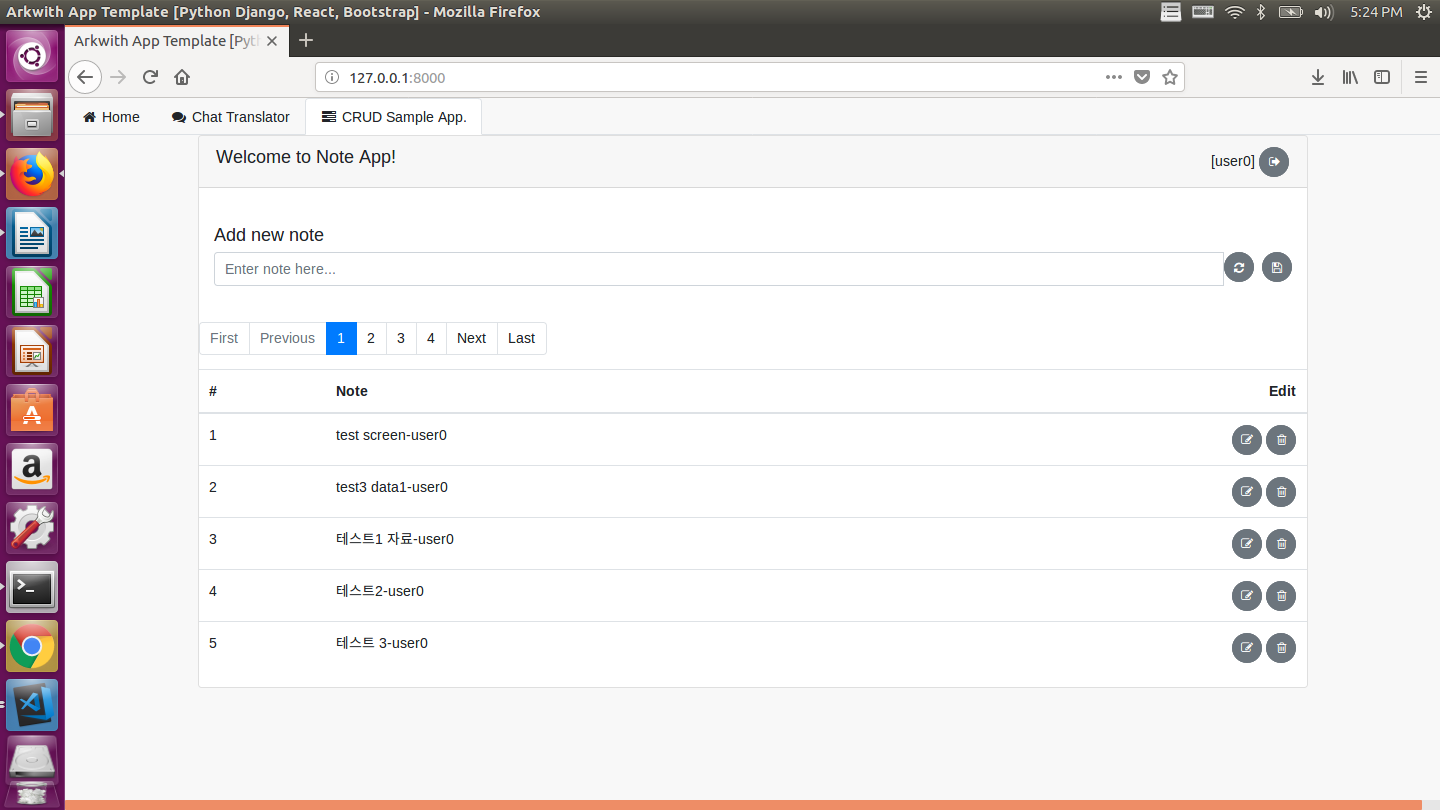 Arkwith App Template [Python Django, React, Bootstrap] - Mozilla Firefox
5:24 PM
Arkwith App Template [Pyth
127.0.0.1:8000
Home Chat Translator CRUD Sample App.
Welcome to Note App!
[user0]
Add new note
Enter note here...
First Previous 1 2 3 4 Next Last
# Note Edit
1 test screen-user0
2 test3 data1-user0
3 테스트1 자료-user0
4 테스트2-user0
5 테스트 3-user0